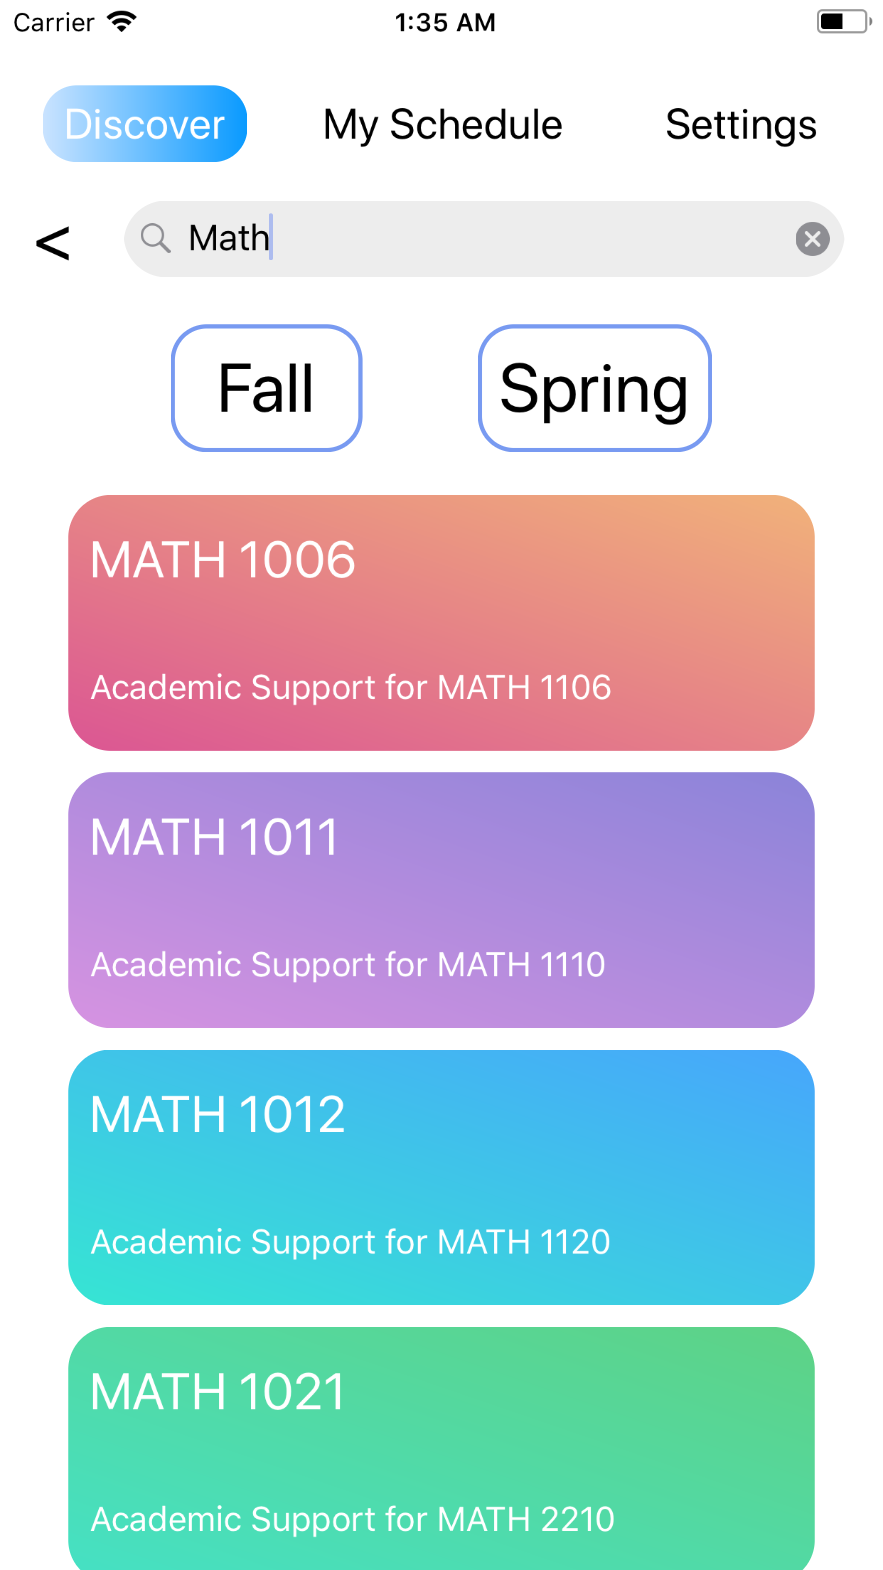 Carrier 1:35 AM
Discover My Schedule Settings
< Math
Fall Spring
MATH 1006
Academic Support for MATH 1106
MATH 1011
Academic Support for MATH 1110
MATH 1012
Academic Support for MATH 1120
MATH 1021
Academic Support for MATH 2210